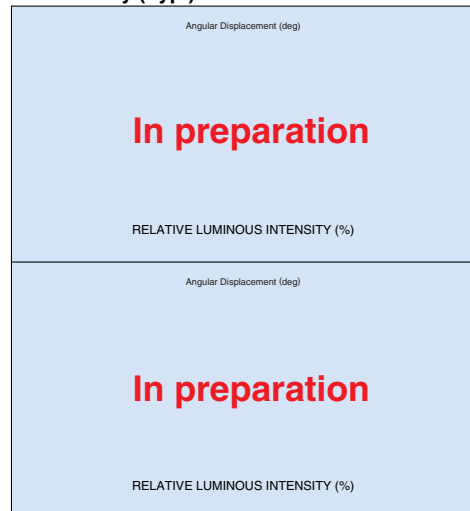 Angular Displacement (deg)
In preparation
RELATIVE LUMINOUS INTENSITY (%)
Angular Displacement (deg)
In preparation
RELATIVE LUMINOUS INTENSITY (%)